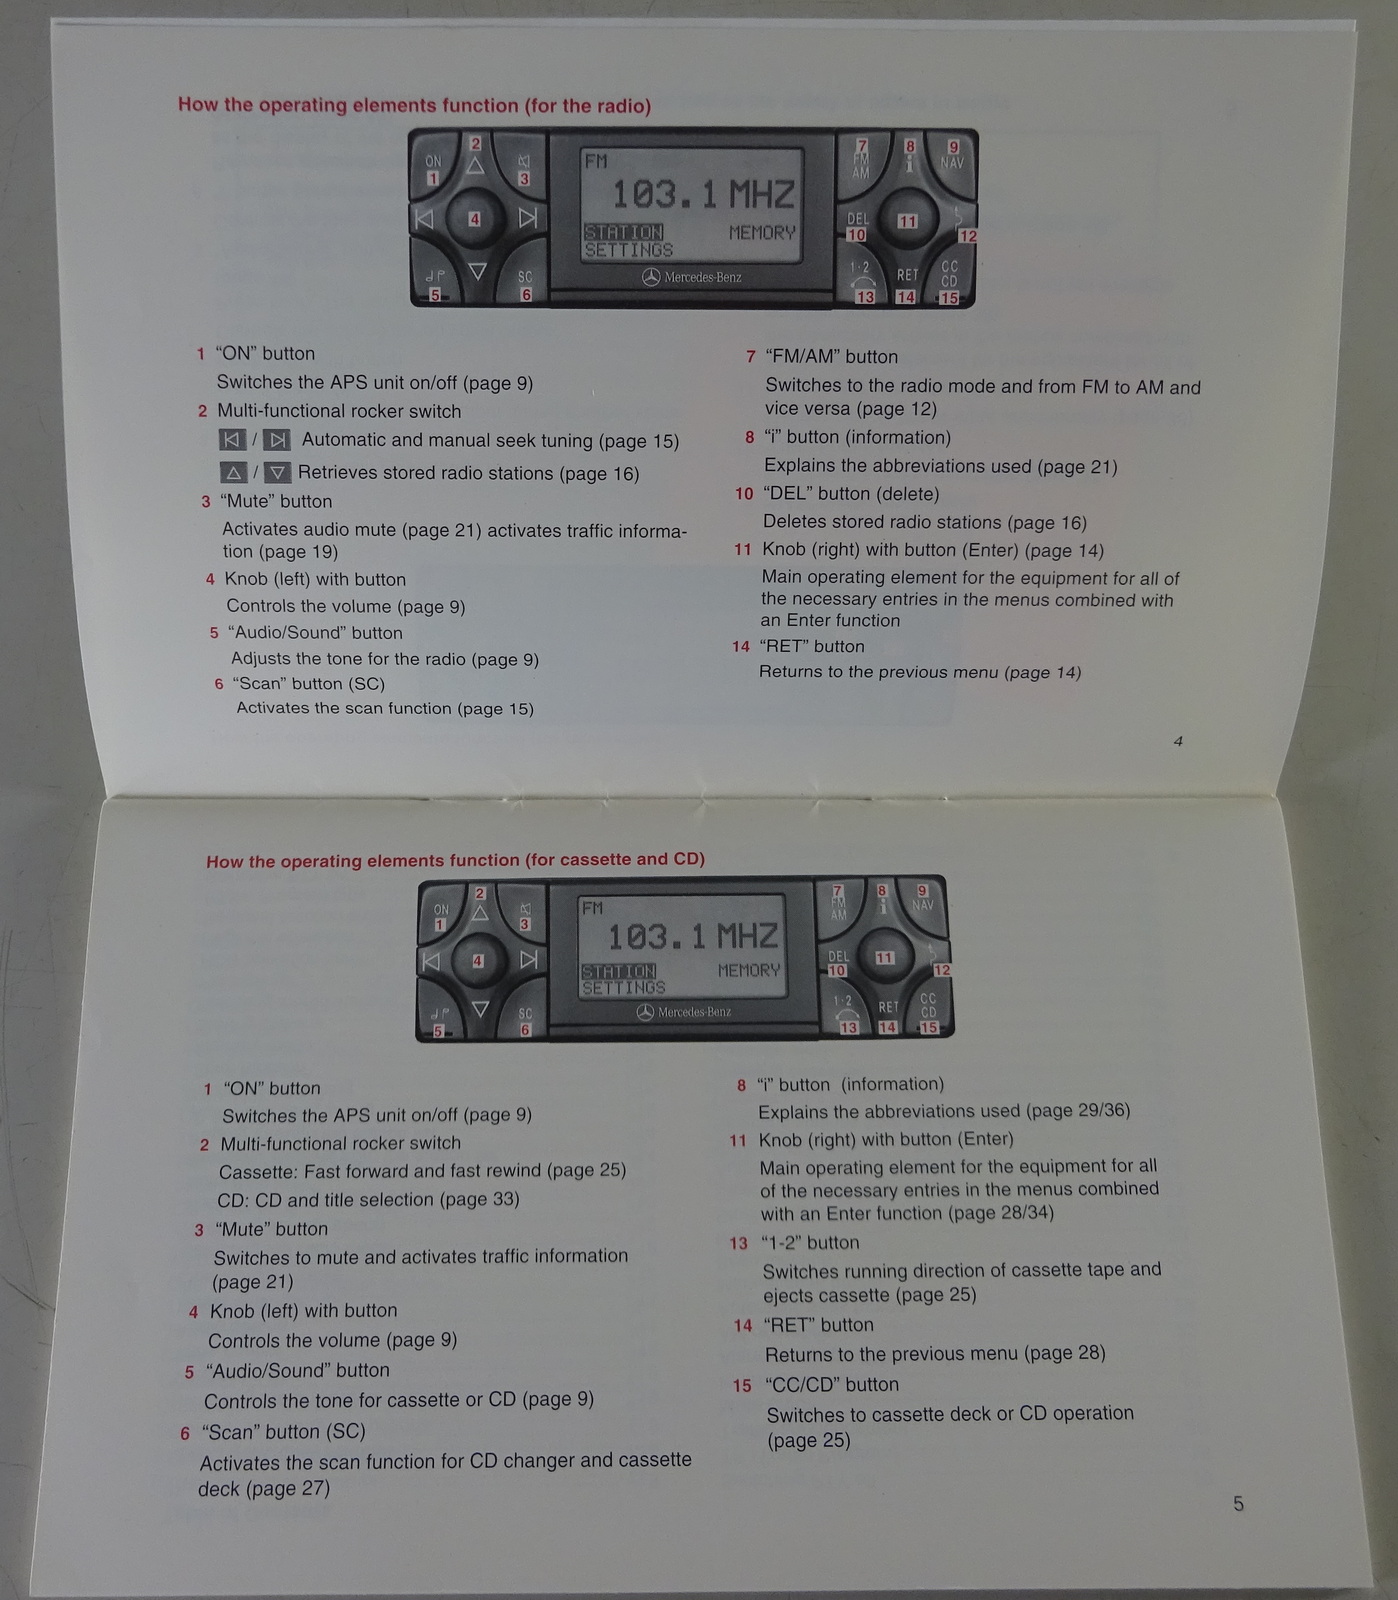 How the operating elements function (for the radio)
ON
1
2
3
4
5
SC
6
FM
103.1 MHZ
STATION
MEMORY
SETTINGS
Mercedes-Benz
7
FM
AM
8
i
9
NAV
DEL
10
11
12
1-2
13
RET
14
CC
CD
15
1 “ON” button
Switches the APS unit on/off (page 9)
2 Multi-functional rocker switch
/ Automatic and manual seek tuning (page 15)
/ Retrieves stored radio stations (page 16)
3 “Mute” button
Activates audio mute (page 21) activates traffic informa-
tion (page 19)
4 Knob (left) with button
Controls the volume (page 9)
5 “Audio/Sound” button
Adjusts the tone for the radio (page 9)
6 “Scan” button (SC)
Activates the scan function (page 15)
7 “FM/AM” button
Switches to the radio mode and from FM to AM and
vice versa (page 12)
8 “i” button (information)
Explains the abbreviations used (page 21)
10 “DEL” button (delete)
Deletes stored radio stations (page 16)
11 Knob (right) with button (Enter) (page 14)
Main operating element for the equipment for all of
the necessary entries in the menus combined with
an Enter function
14 “RET” button
Returns to the previous menu (page 14)
4
How the operating elements function (for cassette and CD)
ON
1
2
3
4
5
SC
6
FM
103.1 MHZ
STATION
MEMORY
SETTINGS
Mercedes-Benz
7
FM
AM
8
i
9
NAV
DEL
10
11
12
1-2
13
RET
14
CC
CD
15
1 “ON” button
Switches the APS unit on/off (page 9)
2 Multi-functional rocker switch
Cassette: Fast forward and fast rewind (page 25)
CD: CD and title selection (page 33)
3 “Mute” button
Switches to mute and activates traffic information
(page 21)
4 Knob (left) with button
Controls the volume (page 9)
5 “Audio/Sound” button
Controls the tone for cassette or CD (page 9)
6 “Scan” button (SC)
Activates the scan function for CD changer and cassette
deck (page 27)
8 “i” button (information)
Explains the abbreviations used (page 29/36)
11 Knob (right) with button (Enter)
Main operating element for the equipment for all
of the necessary entries in the menus combined
with an Enter function (page 28/34)
13 “1-2” button
Switches running direction of cassette tape and
ejects cassette (page 25)
14 “RET” button
Returns to the previous menu (page 28)
15 “CC/CD” button
Switches to cassette deck or CD operation
(page 25)
5